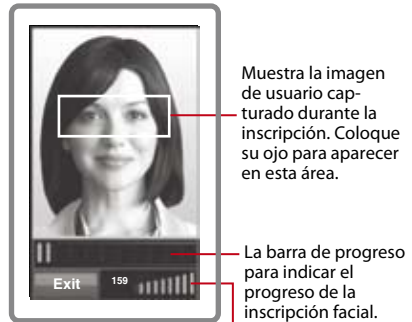 Muestra la imagen
de usuario cap-
turado durante la
inscripción. Coloque
su ojo para aparecer
en esta área.
La barra de progreso
para indicar el
progreso de la
inscripción facial.
Exit 159